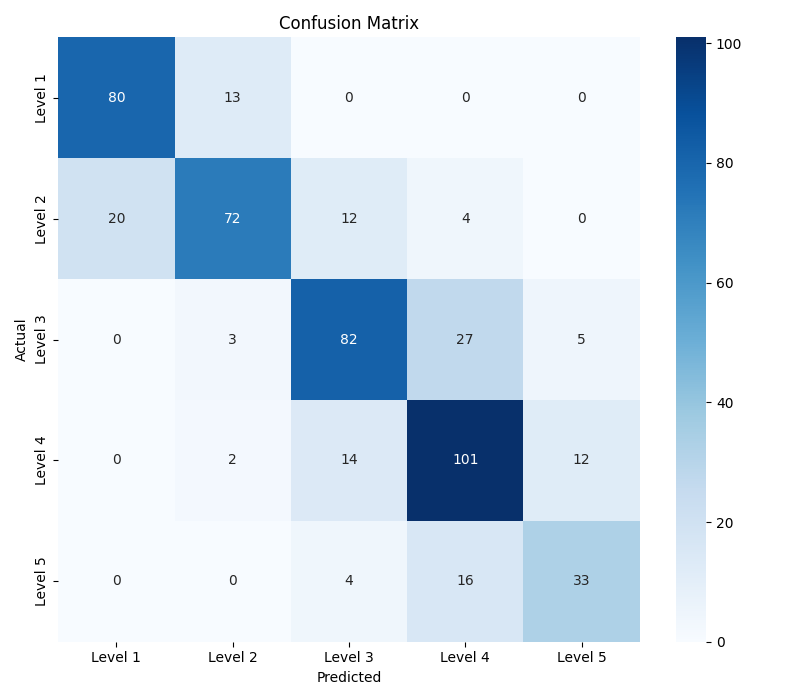 Confusion Matrix
Level 1 80 13 0 0 0
Level 2 20 72 12 4 0
Level 3 0 3 82 27 5
Level 4 0 2 14 101 12
Level 5 0 0 4 16 33
Actual
Level 1 Level 2 Level 3 Level 4 Level 5
Predicted
100
80
60
40
20
0